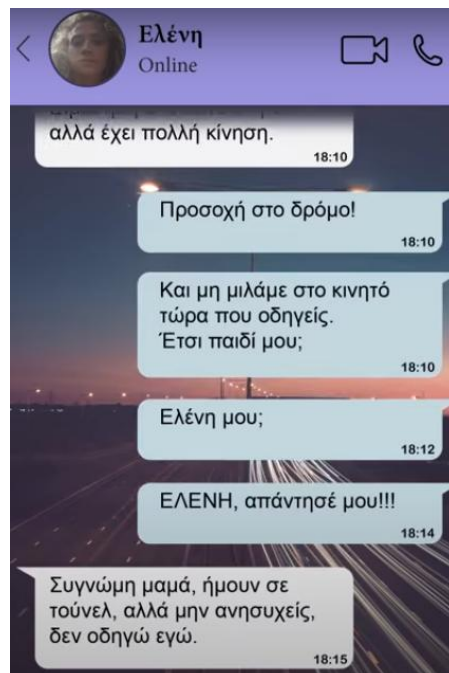 Ελένη
Online
αλλά έχει πολλή κίνηση.
18:10
Προσοχή στο δρόμο!
18:10
Και μη μιλάμε στο κινητό
τώρα που οδηγείς.
Έτσι παιδί μου;
18:10
Ελένη μου;
18:12
ΕΛΕΝΗ, απάντησέ μου!!!
18:14
Συγνώμη μαμά, ήμουν σε
τούνελ, αλλά μην ανησυχείς,
δεν οδηγώ εγώ.
18:15